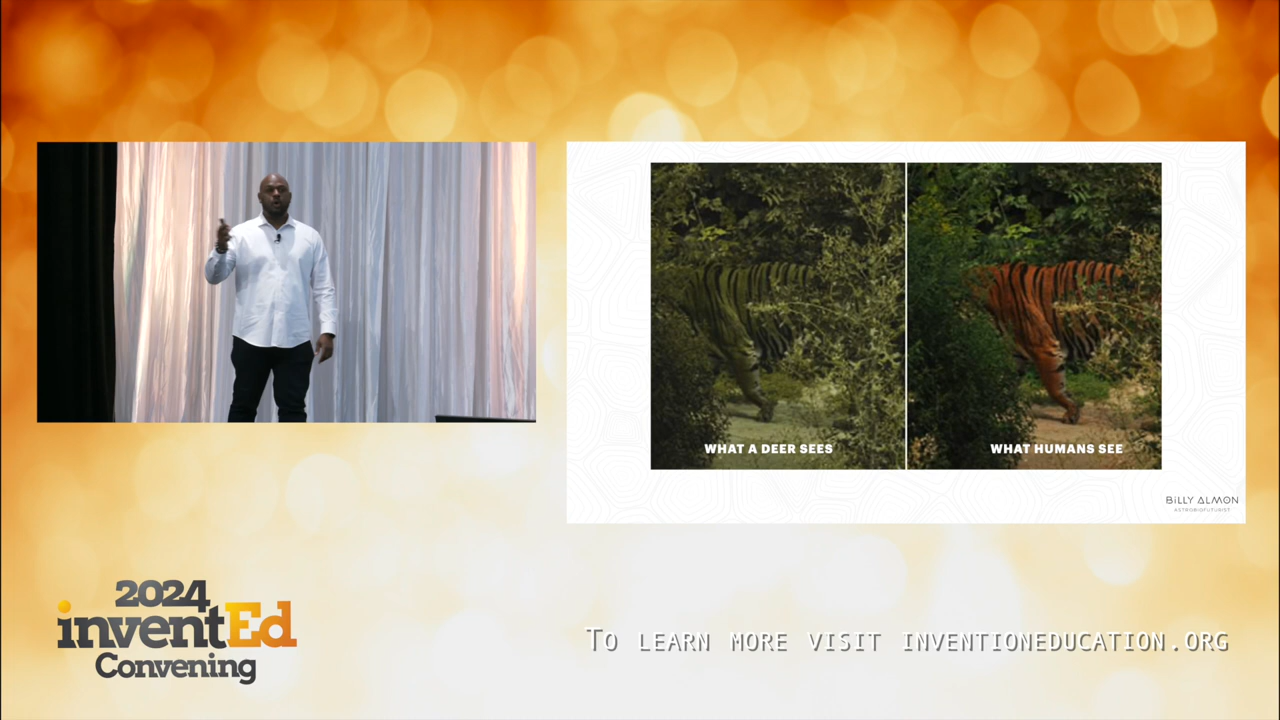 WHAT A DEER SEES
WHAT HUMANS SEE
BILLY ALMON
ASTROBIOFUTURIST
2024
inventEd
Convening
TO LEARN MORE VISIT INVENTIONEDUCATION.ORG